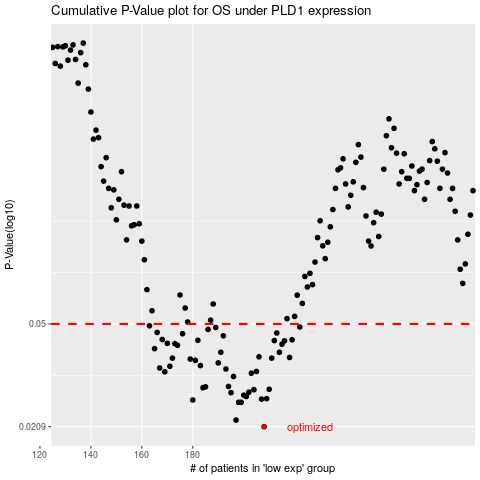 Cumulative P-Value plot for OS under PLD1 expression
P-Value(log10)
0.05
0.0209
optimized
120 140 160 180
# of patients in 'low exp' group